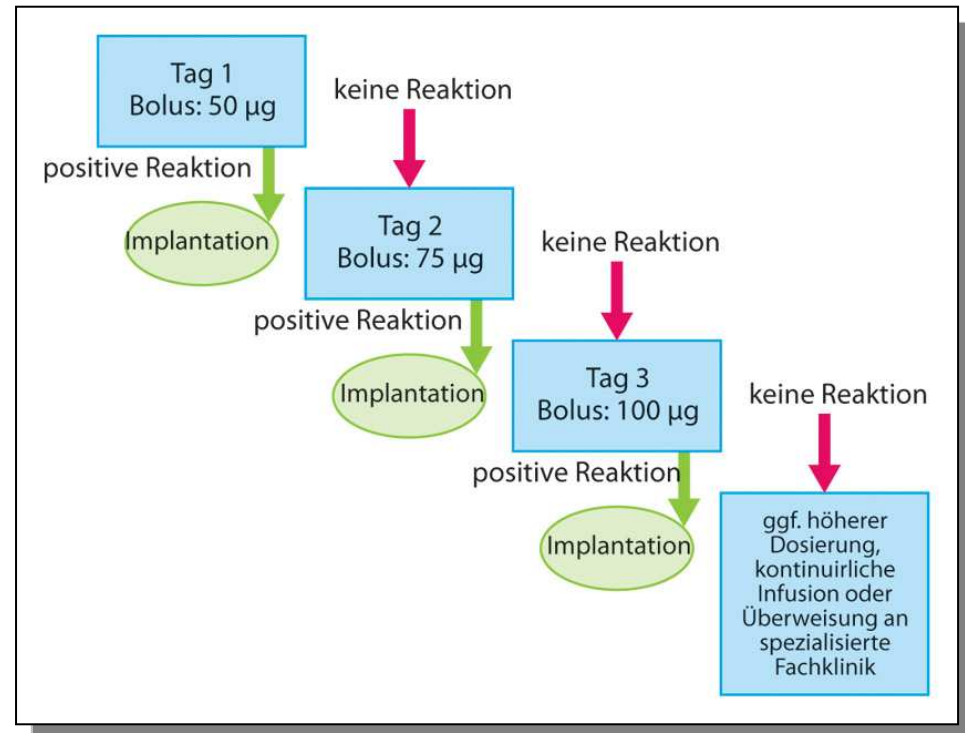 Tag 1
Bolus: 50 µg
keine Reaktion
positive Reaktion
Implantation
Tag 2
Bolus: 75 µg
keine Reaktion
positive Reaktion
Implantation
Tag 3
Bolus: 100 µg
keine Reaktion
positive Reaktion
Implantation
ggf. höherer
Dosierung,
kontinuirliche
Infusion oder
Überweisung an
spezialisierte
Fachklinik